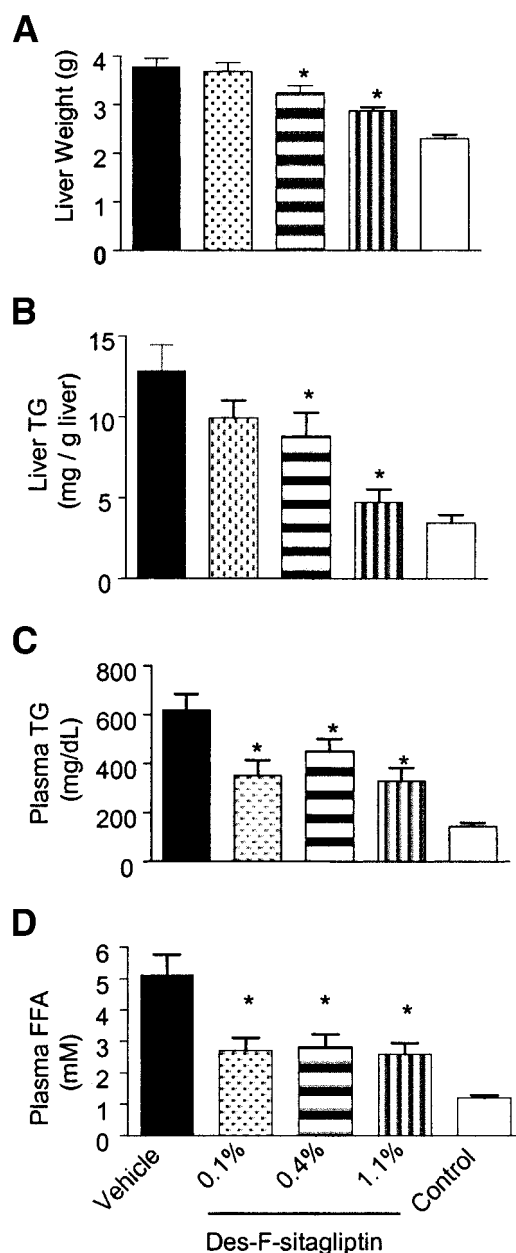 A
Liver Weight (g)
4
3
2
1
0
*
*
B
Liver TG
(mg / g liver)
15
10
5
0
*
*
C
Plasma TG
(mg/dL)
800
600
400
200
0
*
*
*
D
Plasma FFA
(mM)
6
5
4
3
2
1
0
*
*
*
Vehicle
0.1%
0.4%
1.1%
Control
Des-F-sitagliptin